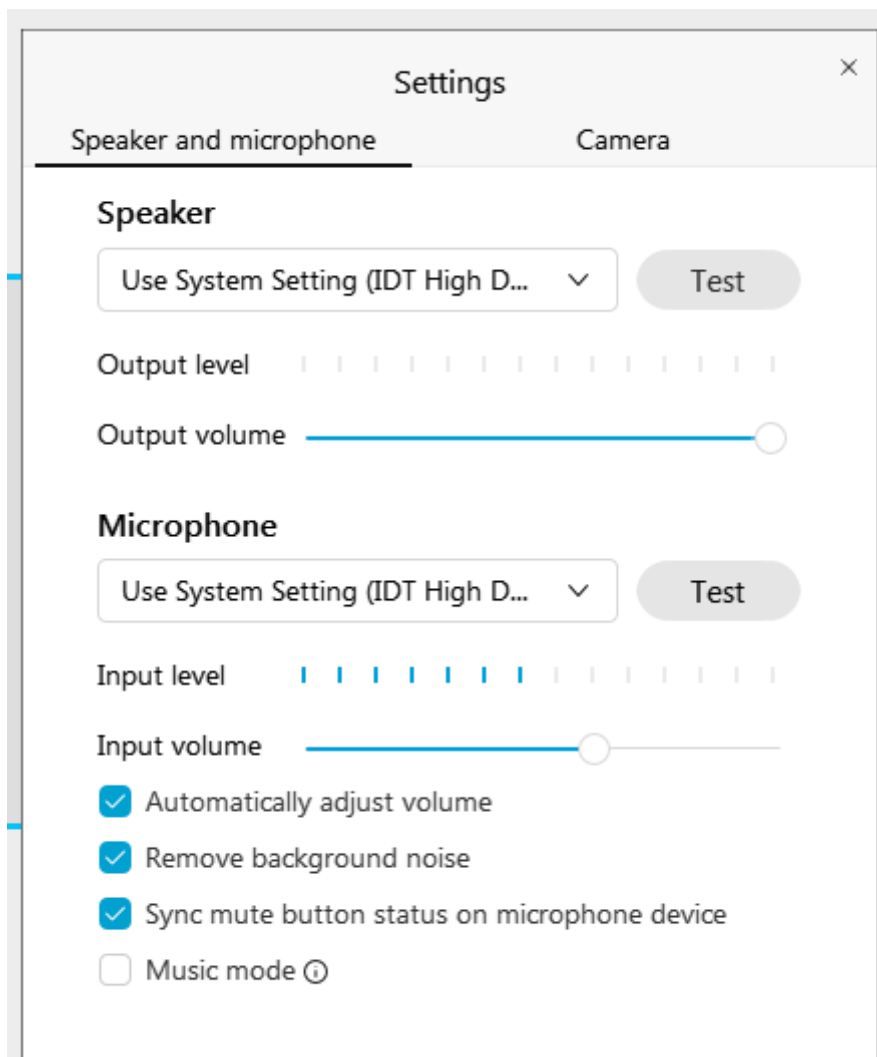 Settings
Speaker and microphone
Camera
Speaker
Use System Setting (IDT High D...
Test
Output level
Output volume
Microphone
Use System Setting (IDT High D...
Test
Input level
Input volume
Automatically adjust volume
Remove background noise
Sync mute button status on microphone device
Music mode